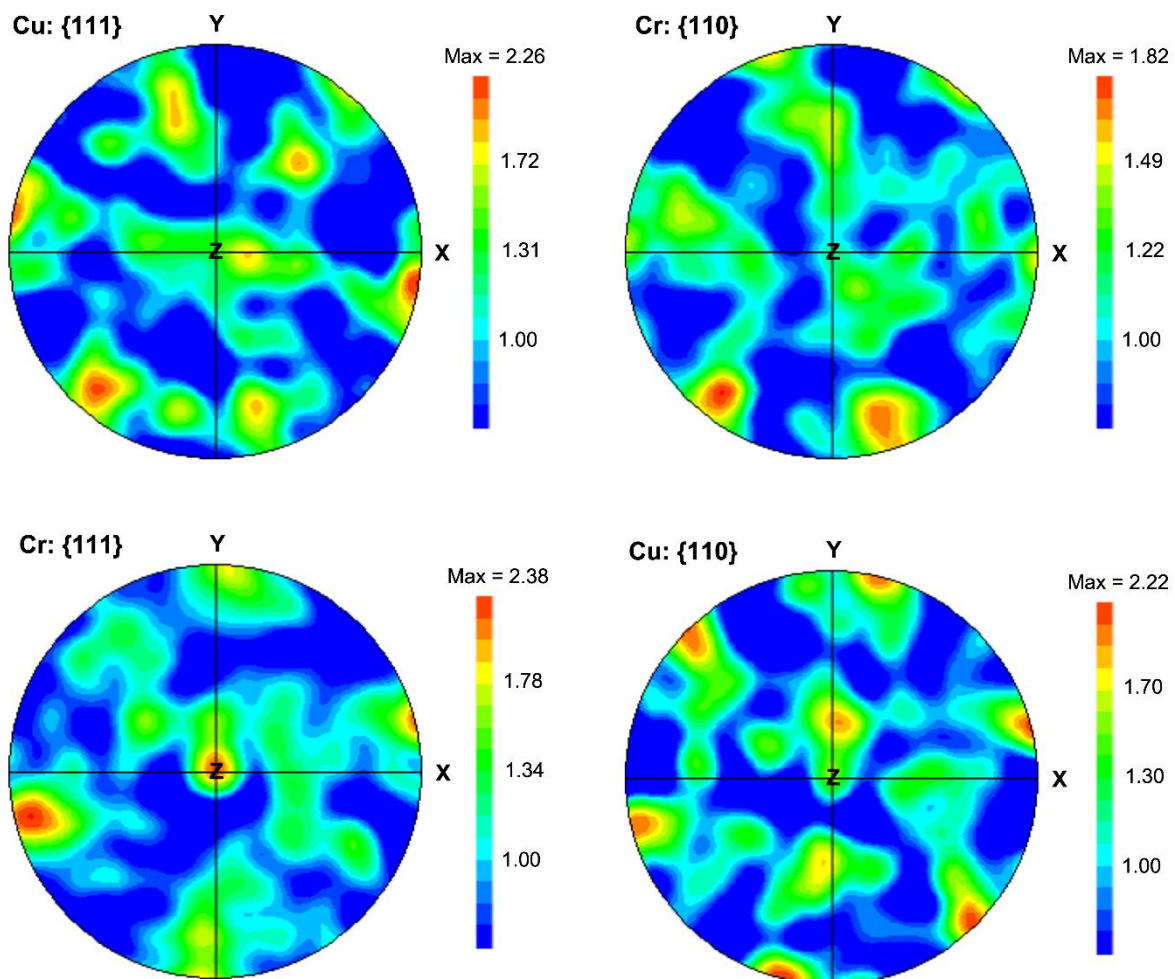 Cu: {111}
Y
Max = 2.26
1.72
Z
X
1.31
1.00
Cr: {110}
Y
Max = 1.82
1.49
Z
X
1.22
1.00
Cr: {111}
Y
Max = 2.38
1.78
Z
X
1.34
1.00
Cu: {110}
Y
Max = 2.22
1.70
Z
X
1.30
1.00